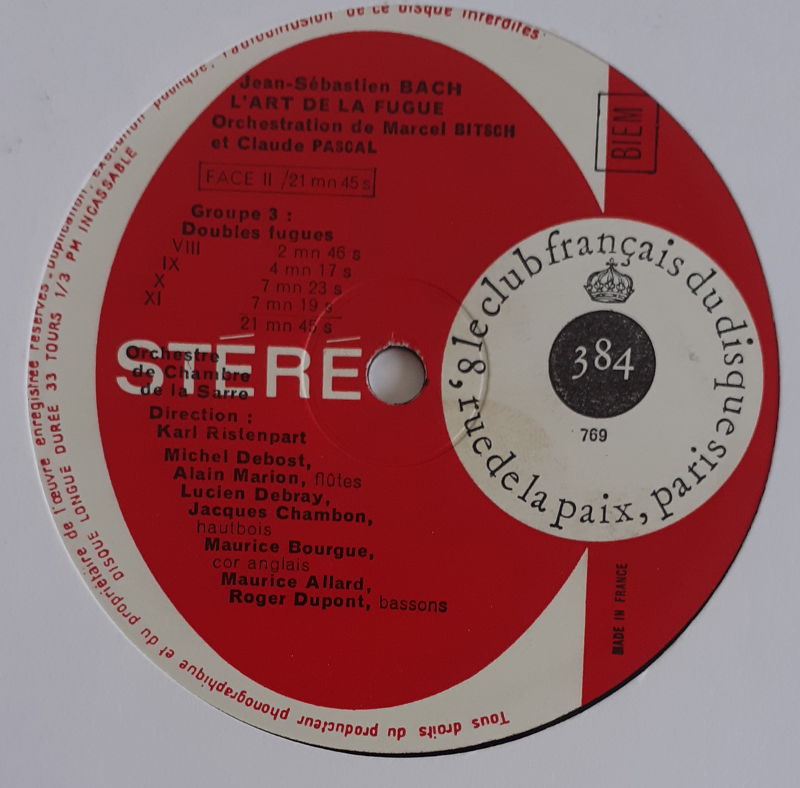 Jean-Sébastien BACH
L'ART DE LA FUGUE
Orchestration de Marcel BITSCH
et Claude PASCAL
FACE II / 21 mn 45 s
Groupe 3 :
Doubles fugues
VIII 2 mn 46 s
IX 4 mn 17 s
X 7 mn 23 s
XI 7 mn 19 s
21 mn 45 s
STÉRÉ
Orchestre
de Chambre
de la Sarre
Direction :
Karl Ristenpart
Michel Debost,
Alain Marion, flûtes
Lucien Debray,
Jacques Chambon,
hautbois
Maurice Bourgue,
cor anglais
Maurice Allard,
Roger Dupont, bassons
BIEM
le club français du disque
8, rue de la paix, paris 2e
384
769
MADE IN FRANCE
Tous droits du producteur phonographique et du propriétaire de l'œuvre enregistrée réservés - Duplication, exécution publique, radiodiffusion de ce disque interdites.
DISQUE LONGUE DURÉE 33 TOURS 1/3 PM INCASSABLE